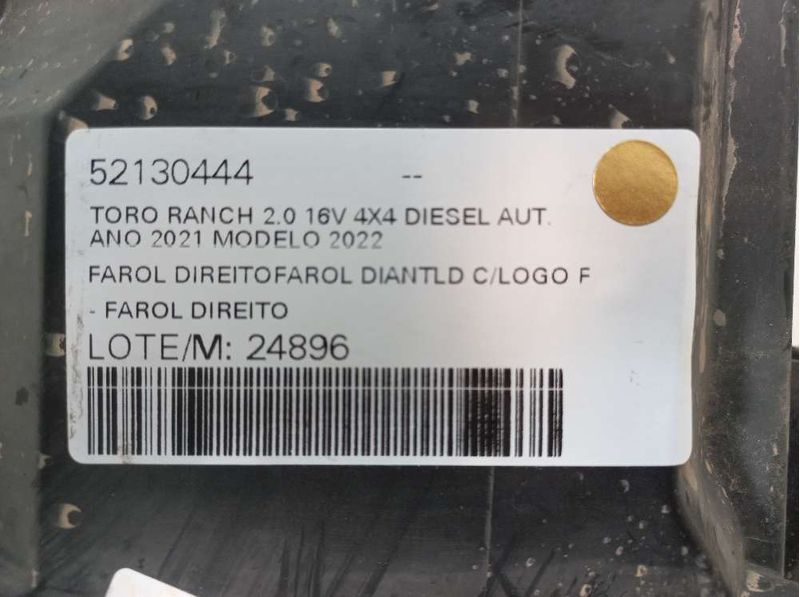 52130444 --
TORO RANCH 2.0 16V 4X4 DIESEL AUT.
ANO 2021 MODELO 2022
FAROL DIREITOFAROL DIANTLD C/LOGO F
- FAROL DIREITO
LOTE/M: 24896